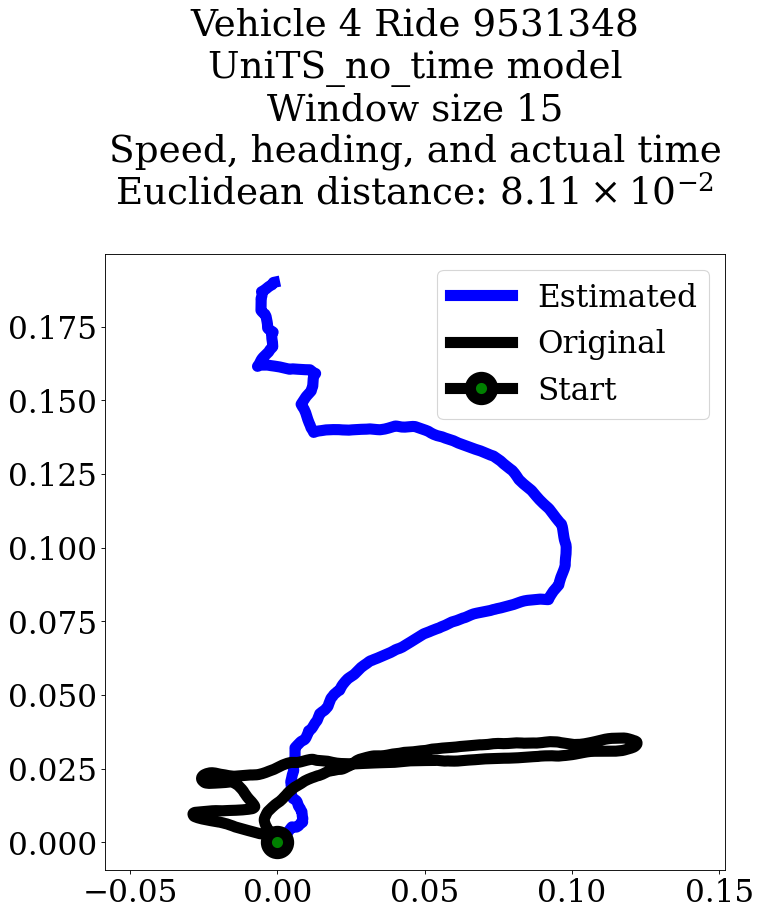 Vehicle 4 Ride 9531348
UniTS_no_time model
Window size 15
Speed, heading, and actual time
Euclidean distance: 8.11 × 10⁻²
Estimated
Original
Start
0.175
0.150
0.125
0.100
0.075
0.050
0.025
0.000
−0.05 0.00 0.05 0.10 0.15